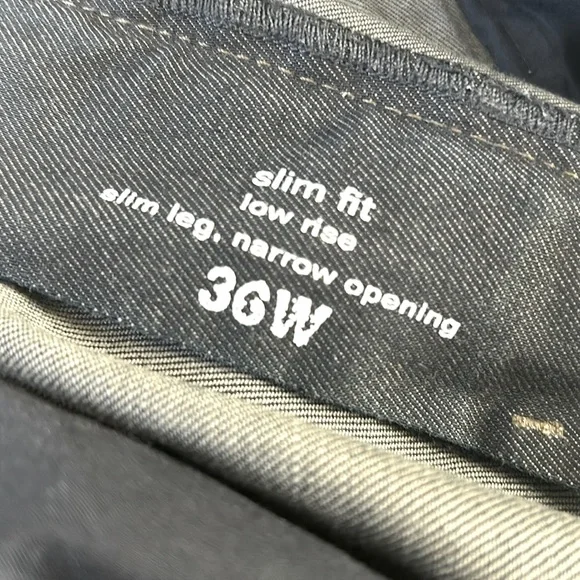 slim fit
low rise
slim leg, narrow opening
36W